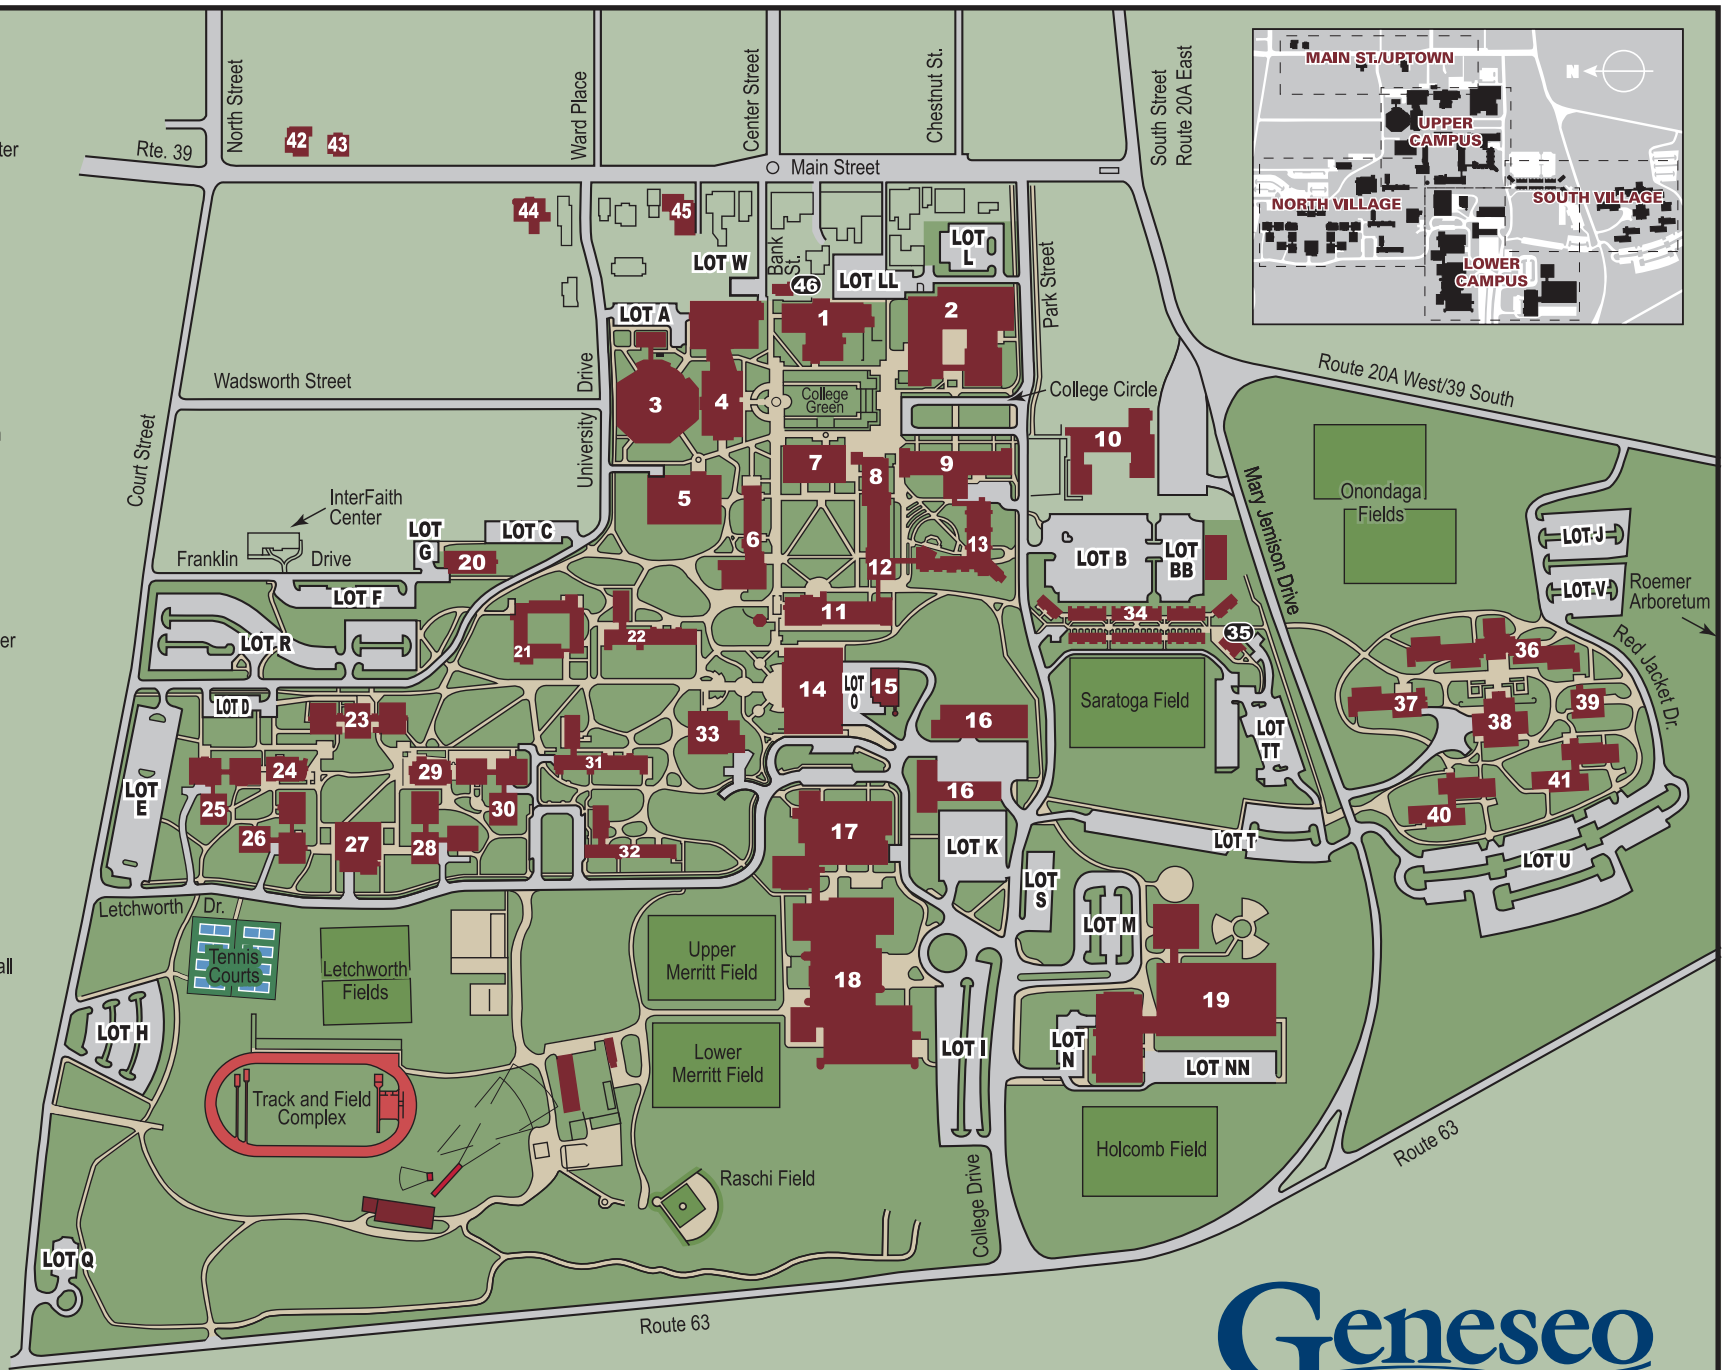 North Street
Ward Place
Center Street
Chestnut St.
South Street
Route 20A East
MAIN ST./UPTOWN
N
UPPER
CAMPUS
NORTH VILLAGE
SOUTH VILLAGE
LOWER
CAMPUS
ter
42
43
Rte. 39
Main Street
44
45
LOT W
Bank
St.
46
LOT LL
LOT
L
Park Street
LOT A
1
2
3
4
College
Green
College Circle
Route 20A West/39 South
Wadsworth Street
University
Drive
Court Street
5
6
7
8
9
10
Mary Jemison Drive
Onondaga
Fields
InterFaith
Center
LOT
G
LOT C
Franklin
Drive
20
LOT F
LOT R
12
13
LOT B
LOT
BB
LOT J
LOT V
Roemer
Arboretum
Red Jacket Dr.
er
11
21
22
34
35
36
37
38
39
40
41
14
LOT
O
15
16
16
Saratoga Field
LOT
TT
LOT D
23
33
24
25
26
27
28
29
30
31
32
LOT
E
17
LOT K
LOT
S
LOT T
LOT U
Letchworth
Dr.
Tennis
Courts
Letchworth
Fields
Upper
Merritt Field
18
LOT M
19
all
LOT H
Lower
Merritt Field
LOT I
LOT
N
LOT NN
Track and Field
Complex
Holcomb Field
Route 63
Raschi Field
College Drive
LOT Q
Route 63
Geneseo